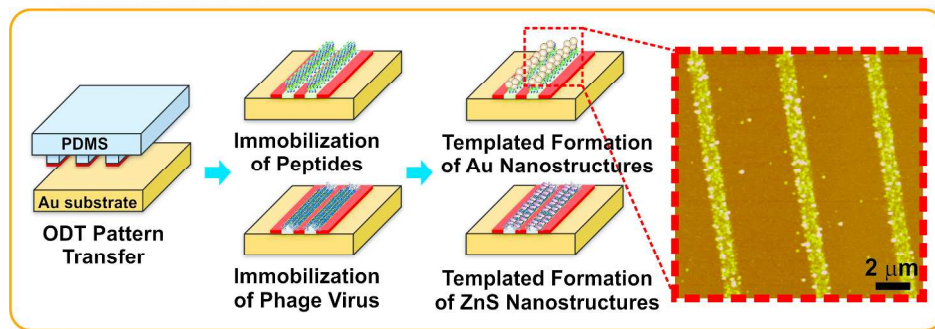 PDMS
Au substrate
ODT Pattern
Transfer
Immobilization
of Peptides
Immobilization
of Phage Virus
Templated Formation
of Au Nanostructures
Templated Formation
of ZnS Nanostructures
2 μm